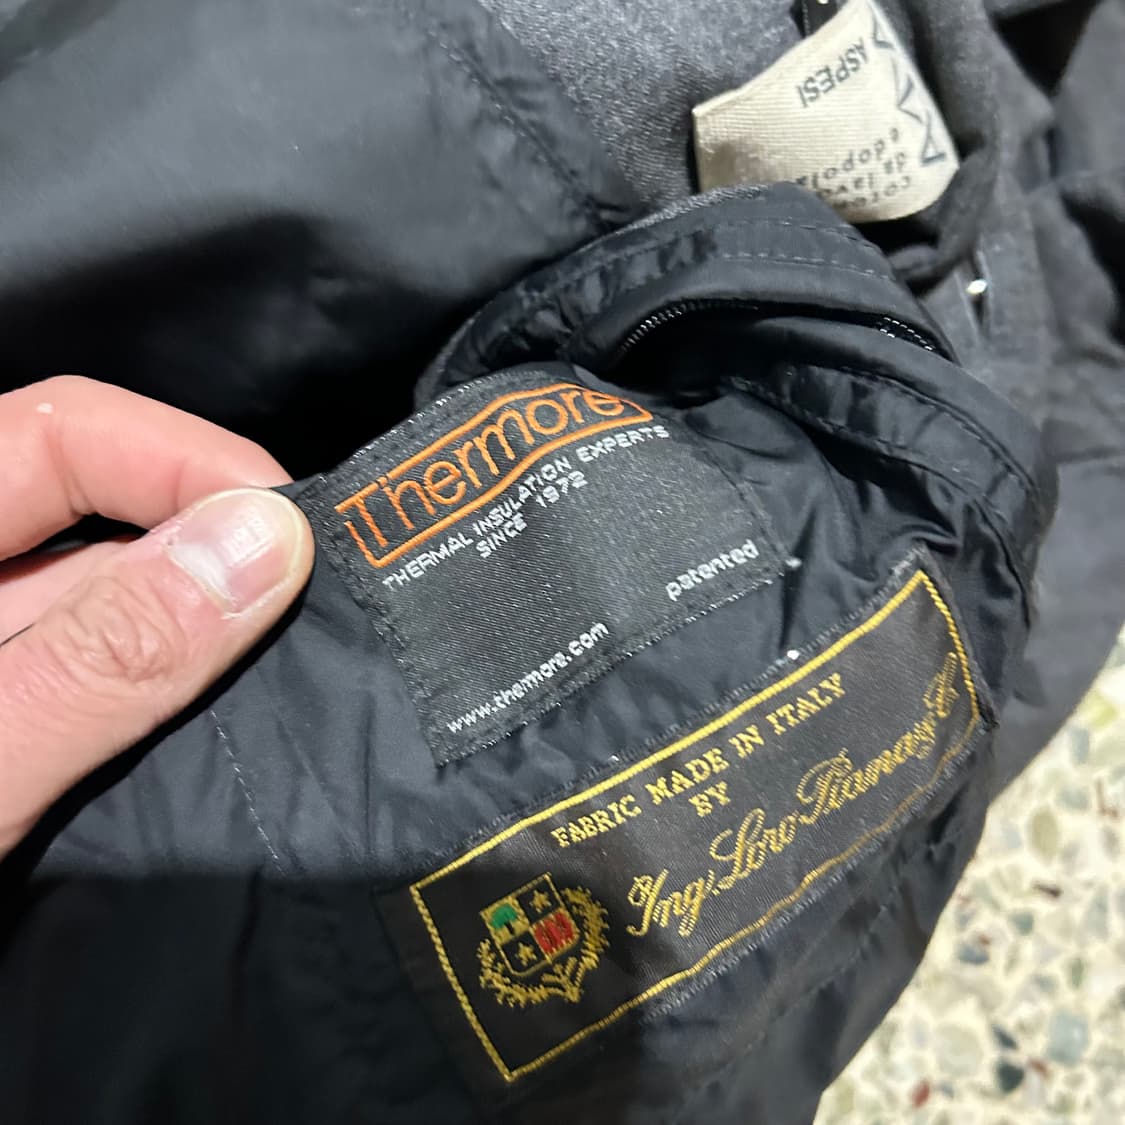 ASPESI
Thermore
THERMAL INSULATION EXPERTS
SINCE 1972
patented
www.thermore.com
FABRIC MADE IN ITALY
BY
Ing. Loro Piana & C.